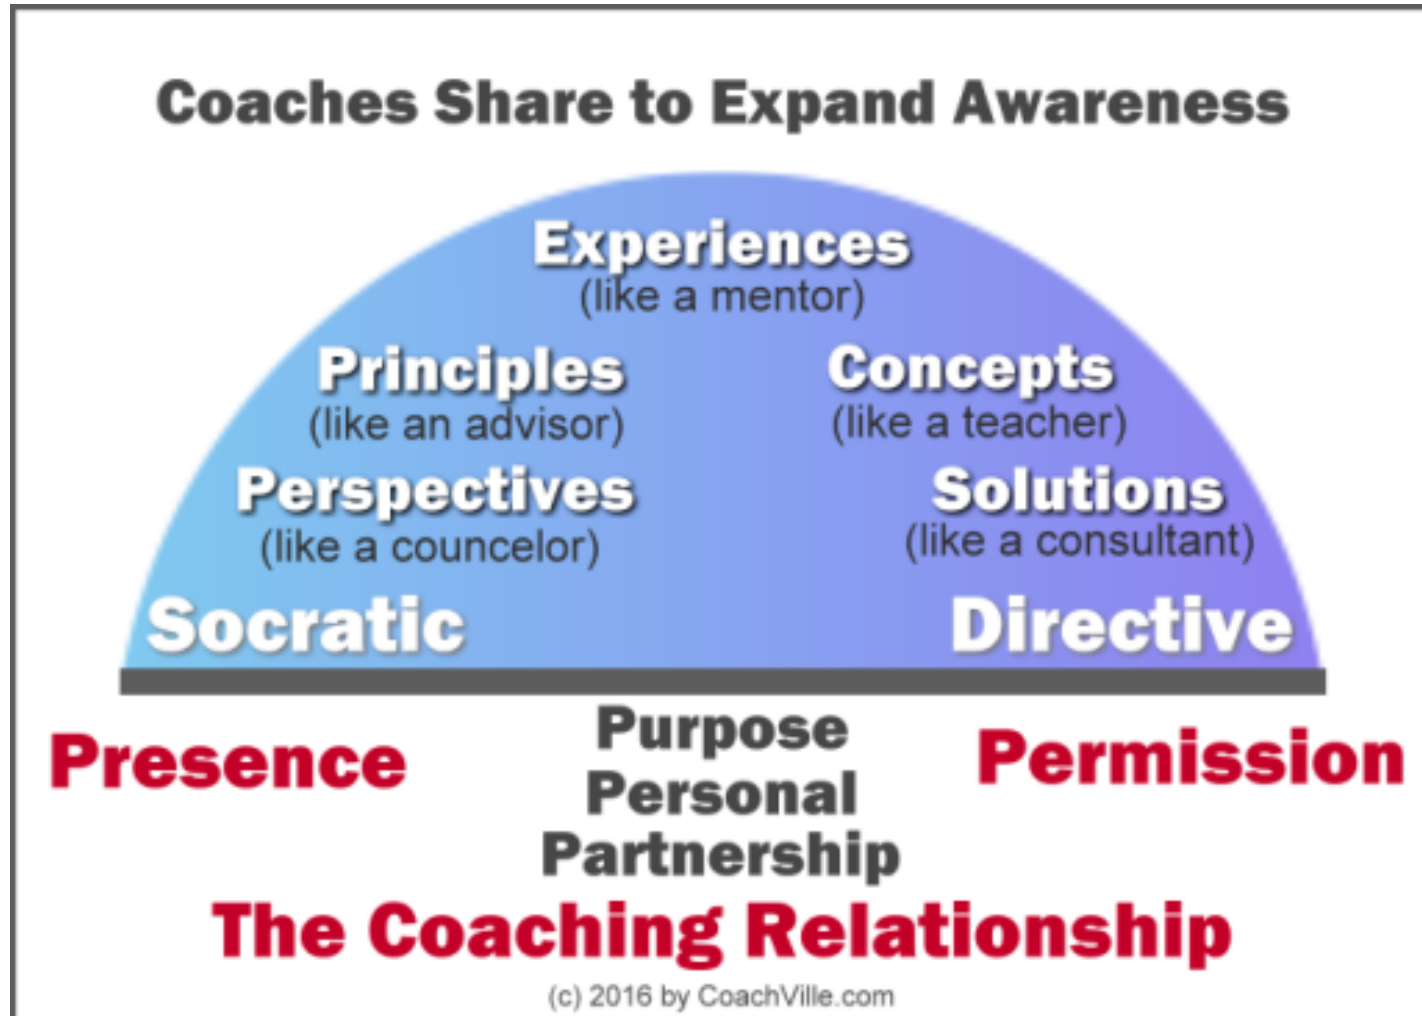 Coaches Share to Expand Awareness
Experiences
(like a mentor)
Principles
(like an advisor)
Concepts
(like a teacher)
Perspectives
(like a councelor)
Solutions
(like a consultant)
Socratic
Directive
Presence
Purpose
Personal
Partnership
Permission
The Coaching Relationship
(c) 2016 by CoachVille.com